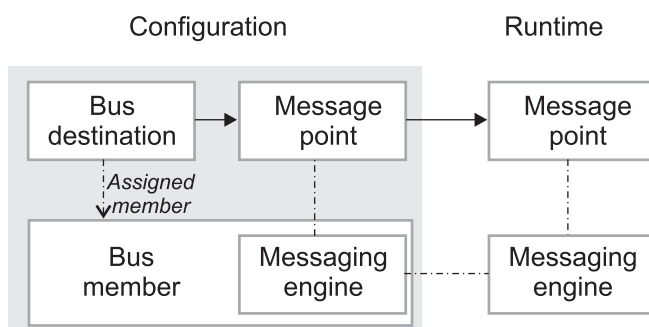 Configuration
Runtime
Bus
destination
Message
point
Message
point
Assigned
member
Bus
member
Messaging
engine
Messaging
engine